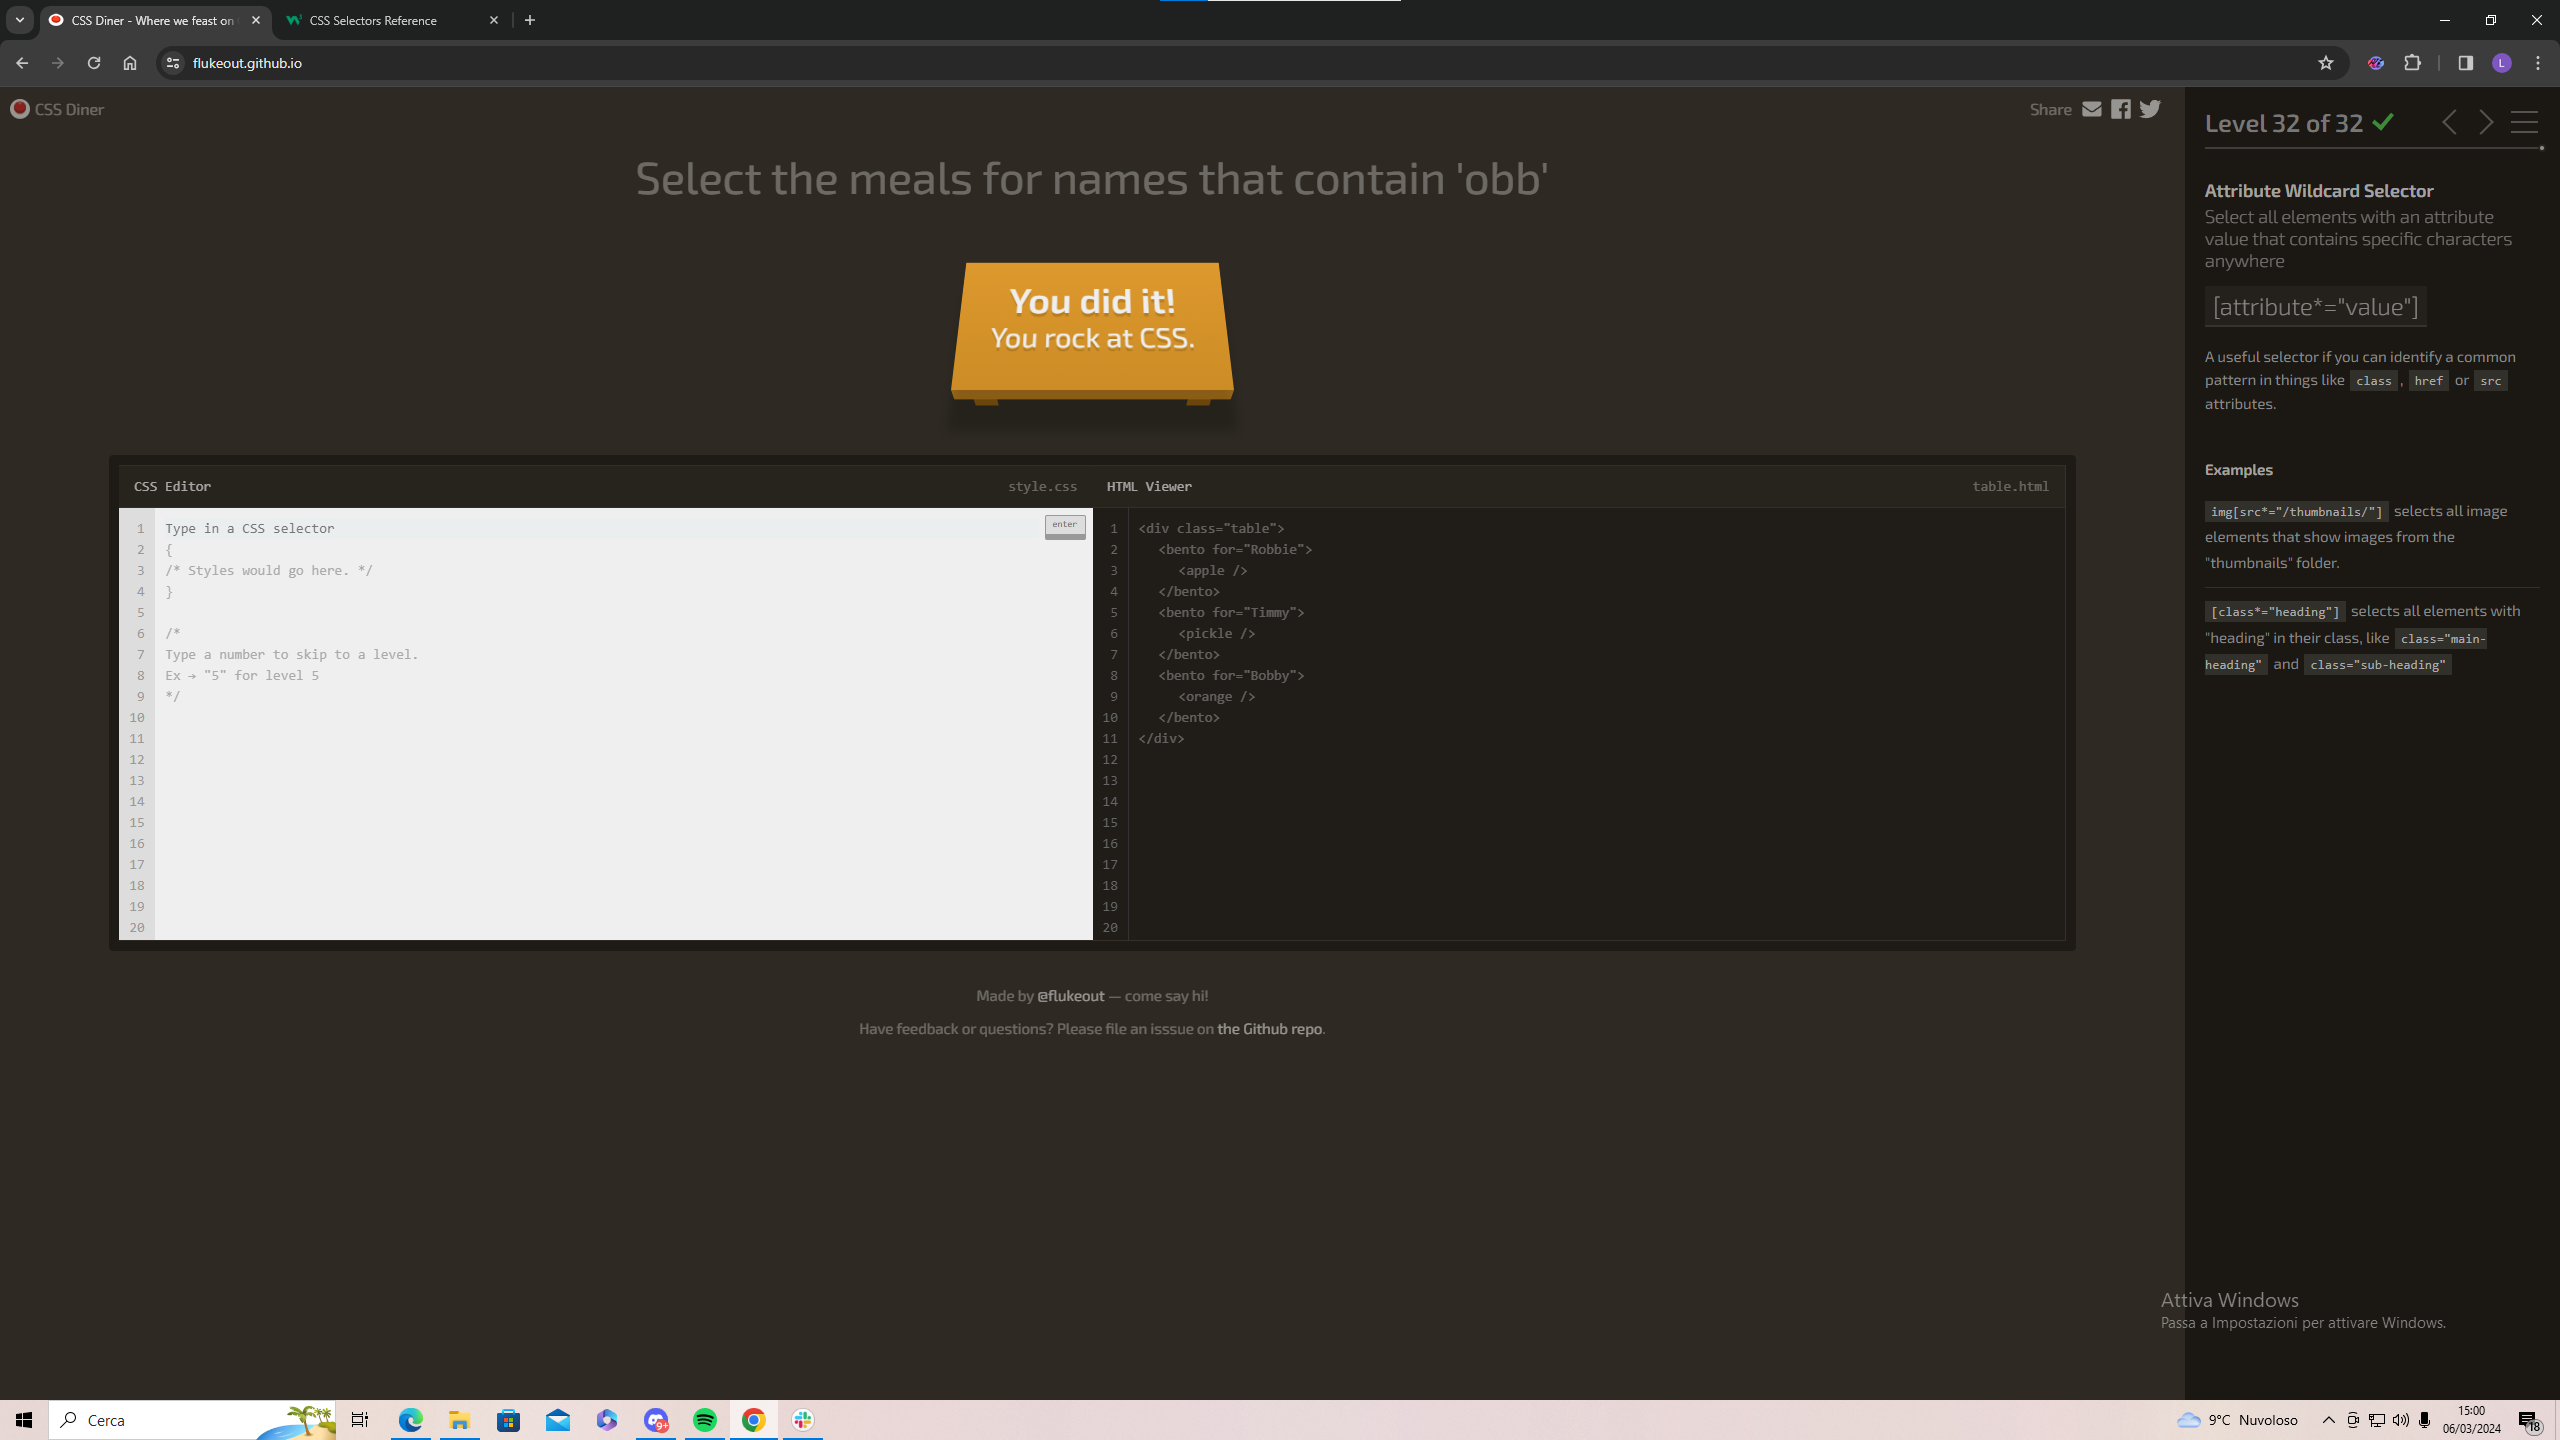 CSS Diner - Where we feast on
CSS Selectors Reference
flukeout.github.io
L
CSS Diner
Share
Select the meals for names that contain 'obb'
You did it!
You rock at CSS.
CSS Editor
style.css
1 Type in a CSS selector
enter
2 {
3 /* Styles would go here. */
4 }
5
6 /*
7 Type a number to skip to a level.
8 Ex → "5" for level 5
9 */
10
11
12
13
14
15
16
17
18
19
20
HTML Viewer
table.html
1 <div class="table">
2 <bento for="Robbie">
3 <apple />
4 </bento>
5 <bento for="Timmy">
6 <pickle />
7 </bento>
8 <bento for="Bobby">
9 <orange />
10 </bento>
11 </div>
12
13
14
15
16
17
18
19
20
Made by @flukeout — come say hi!
Have feedback or questions? Please file an isssue on the Github repo.
Level 32 of 32
Attribute Wildcard Selector
Select all elements with an attribute
value that contains specific characters
anywhere
[attribute*="value"]
A useful selector if you can identify a common
pattern in things like class , href or src
attributes.
Examples
img[src*="/thumbnails/"] selects all image
elements that show images from the
"thumbnails" folder.
[class*="heading"] selects all elements with
"heading" in their class, like class="main-
heading" and class="sub-heading"
Attiva Windows
Passa a Impostazioni per attivare Windows.
Cerca
9+
9°C Nuvoloso
15:00
06/03/2024
18